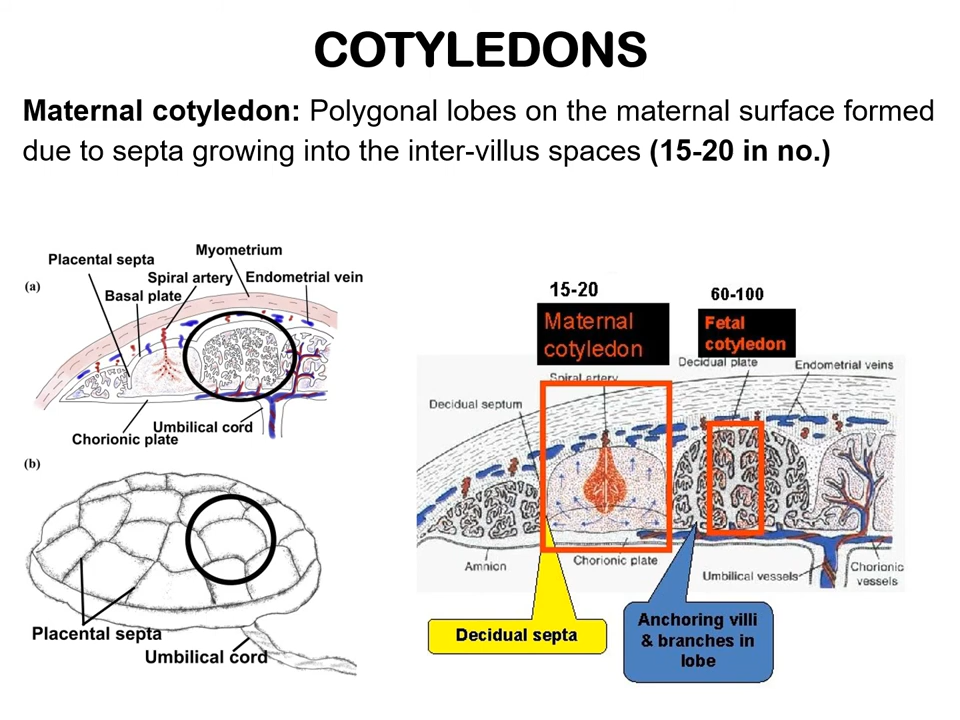 COTYLEDONS
Maternal cotyledon: Polygonal lobes on the maternal surface formed
due to septa growing into the inter-villus spaces (15-20 in no.)
(a)
Placental septa
Myometrium
Spiral artery
Endometrial vein
Basal plate
Umbilical cord
Chorionic plate
(b)
Placental septa
Umbilical cord
15-20
Maternal
cotyledon
60-100
Fetal
cotyledon
Spiral artery
Decidual plate
Endometrial veins
Decidual septum
Amnion
Chorionic plate
Umbilical vessels
Chorionic
vessels
Decidual septa
Anchoring villi
& branches in
lobe